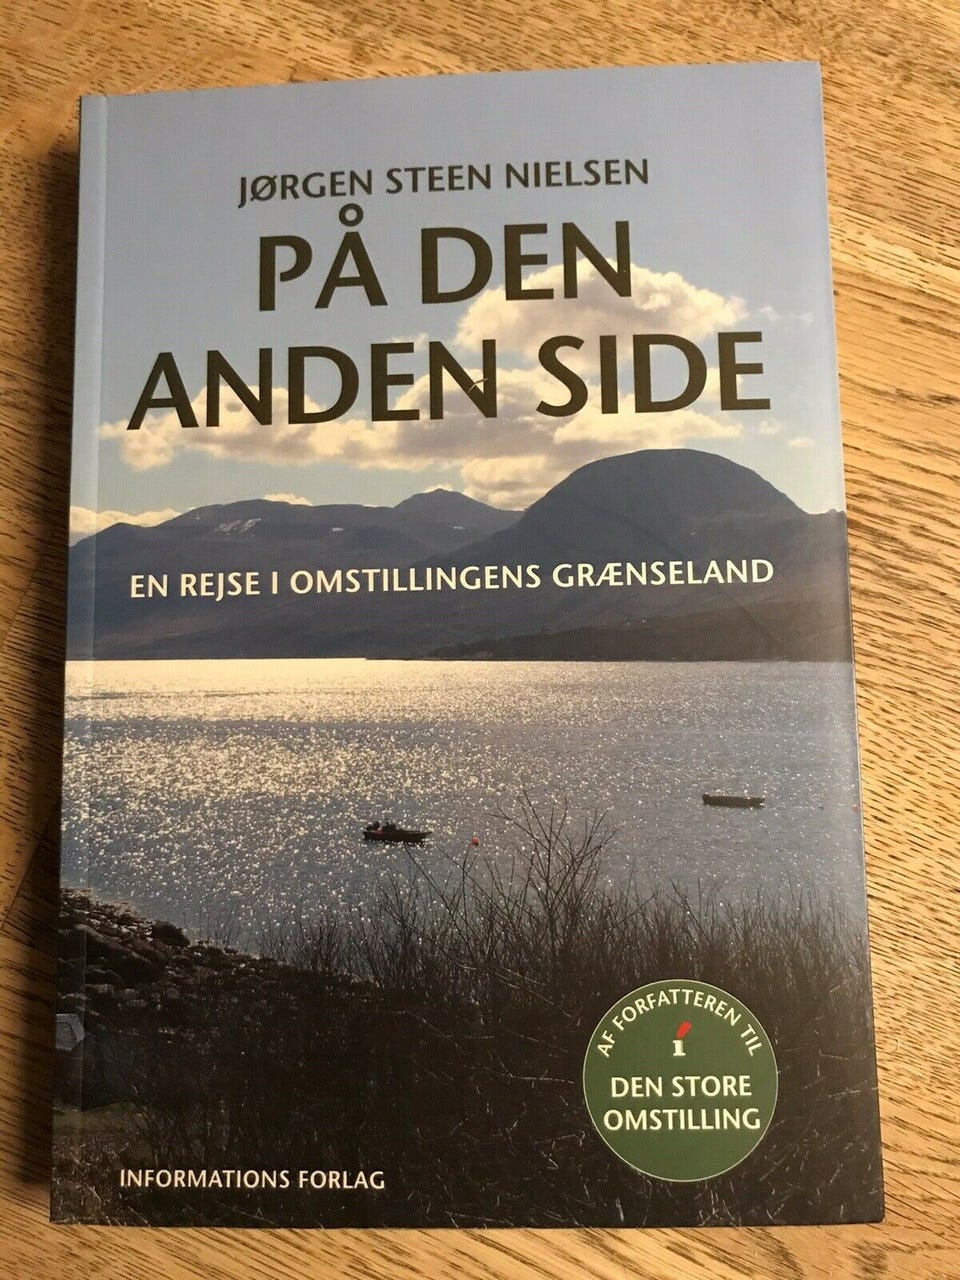 JØRGEN STEEN NIELSEN
PÅ DEN
ANDEN SIDE
EN REJSE I OMSTILLINGENS GRÆNSELAND
AF FORFATTEREN TIL
i
DEN STORE
OMSTILLING
INFORMATIONS FORLAG